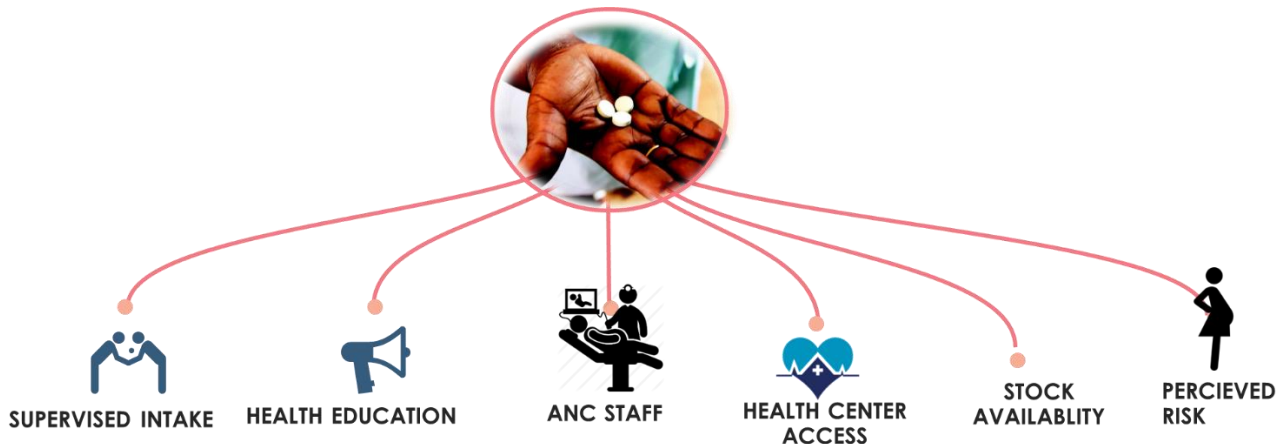 SUPERVISED INTAKE
HEALTH EDUCATION
ANC STAFF
HEALTH CENTER
ACCESS
STOCK
AVAILABLITY
PERCIEVED
RISK